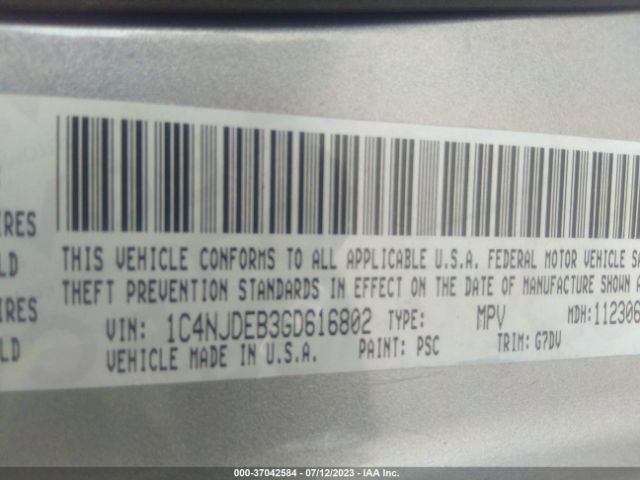 IRES
LD
THIS VEHICLE CONFORMS TO ALL APPLICABLE U.S.A. FEDERAL MOTOR VEHICLE SA
THEFT PREVENTION STANDARDS IN EFFECT ON THE DATE OF MANUFACTURE SHOWN A
IRES
VIN: 1C4NJDEB3GD616802 TYPE: MPV MDH:112306
LD
VEHICLE MADE IN U.S.A. PAINT: PSC TRIM: G7DV
000-37042584 / 07/12/2023 - © IAA Inc.